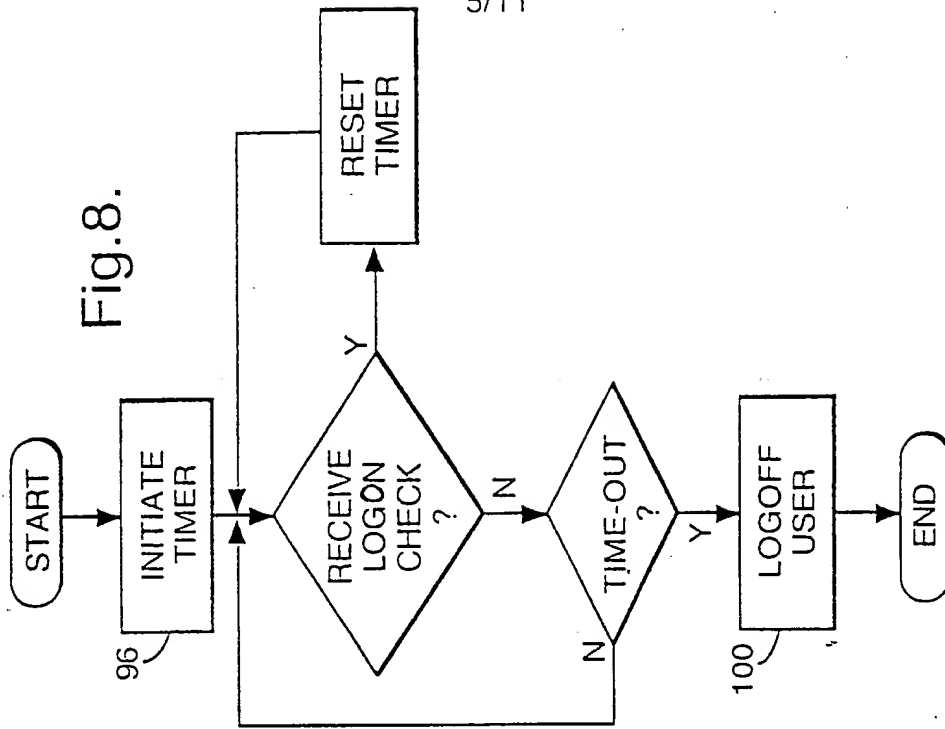 5/11
Fig.8.
START
INITIATE
TIMER
96
RECEIVE
LOGON
CHECK
?
Y
RESET
TIMER
N
TIME-OUT
?
N
Y
LOGOFF
USER
100
END